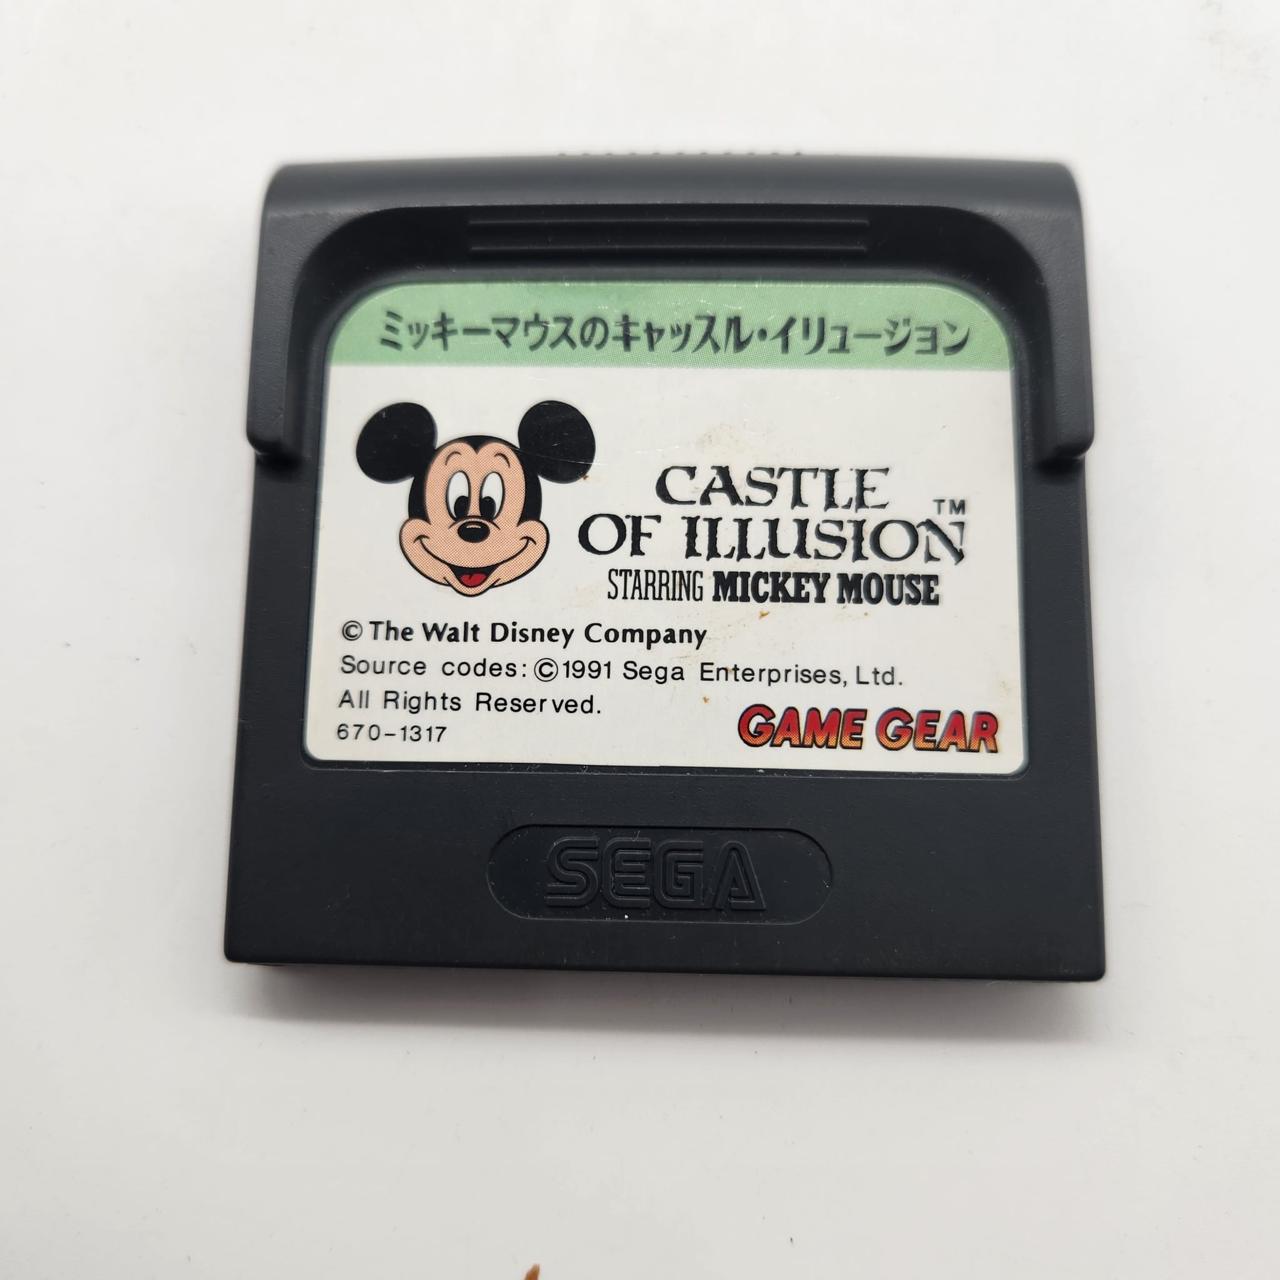 ミッキーマウスのキャッスル・イリュージョン
CASTLE
OF ILLUSION™
STARRING MICKEY MOUSE
© The Walt Disney Company
Source codes: © 1991 Sega Enterprises, Ltd.
All Rights Reserved.
670-1317
GAME GEAR
SEGA